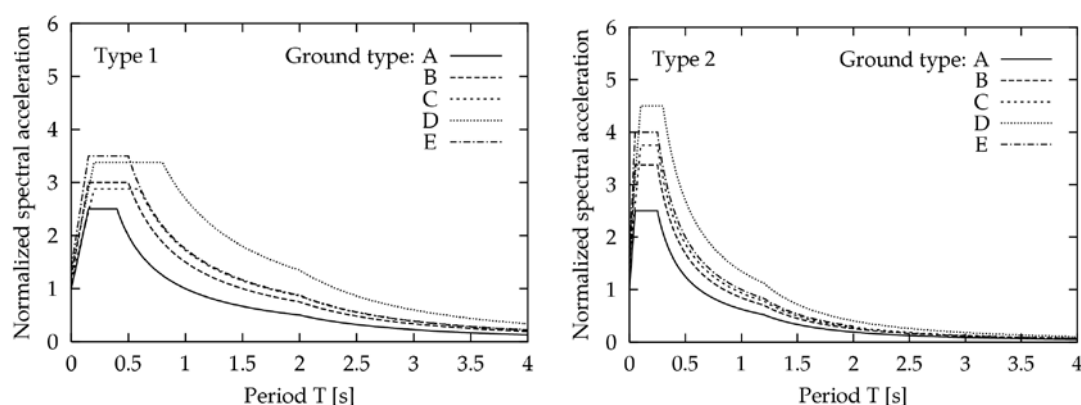 Normalized spectral acceleration
6
5
4
3
2
1
0
Type 1
Ground type: A
B
C
D
E
0 0.5 1 1.5 2 2.5 3 3.5 4
Period T [s]
Normalized spectral acceleration
6
5
4
3
2
1
0
Type 2
Ground type: A
B
C
D
E
0 0.5 1 1.5 2 2.5 3 3.5 4
Period T [s]